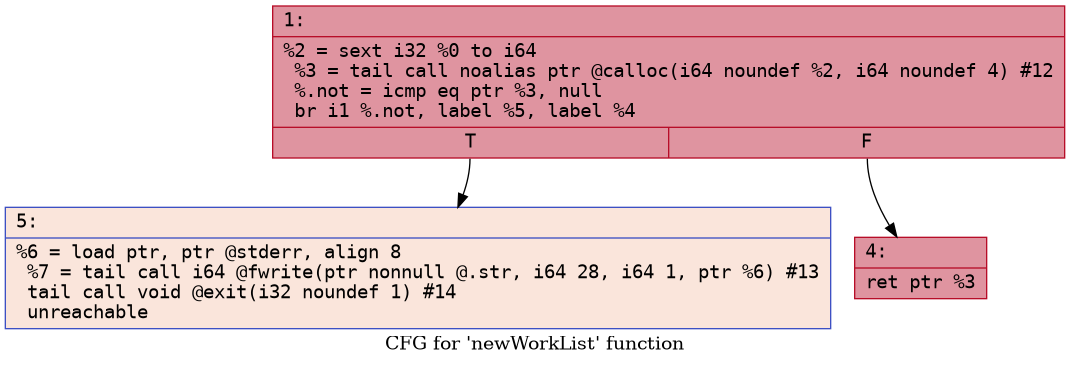 1:
%2 = sext i32 %0 to i64
%3 = tail call noalias ptr @calloc(i64 noundef %2, i64 noundef 4) #12
%.not = icmp eq ptr %3, null
br i1 %.not, label %5, label %4
T
F
5:
%6 = load ptr, ptr @stderr, align 8
%7 = tail call i64 @fwrite(ptr nonnull @.str, i64 28, i64 1, ptr %6) #13
tail call void @exit(i32 noundef 1) #14
unreachable
4:
ret ptr %3
CFG for 'newWorkList' function